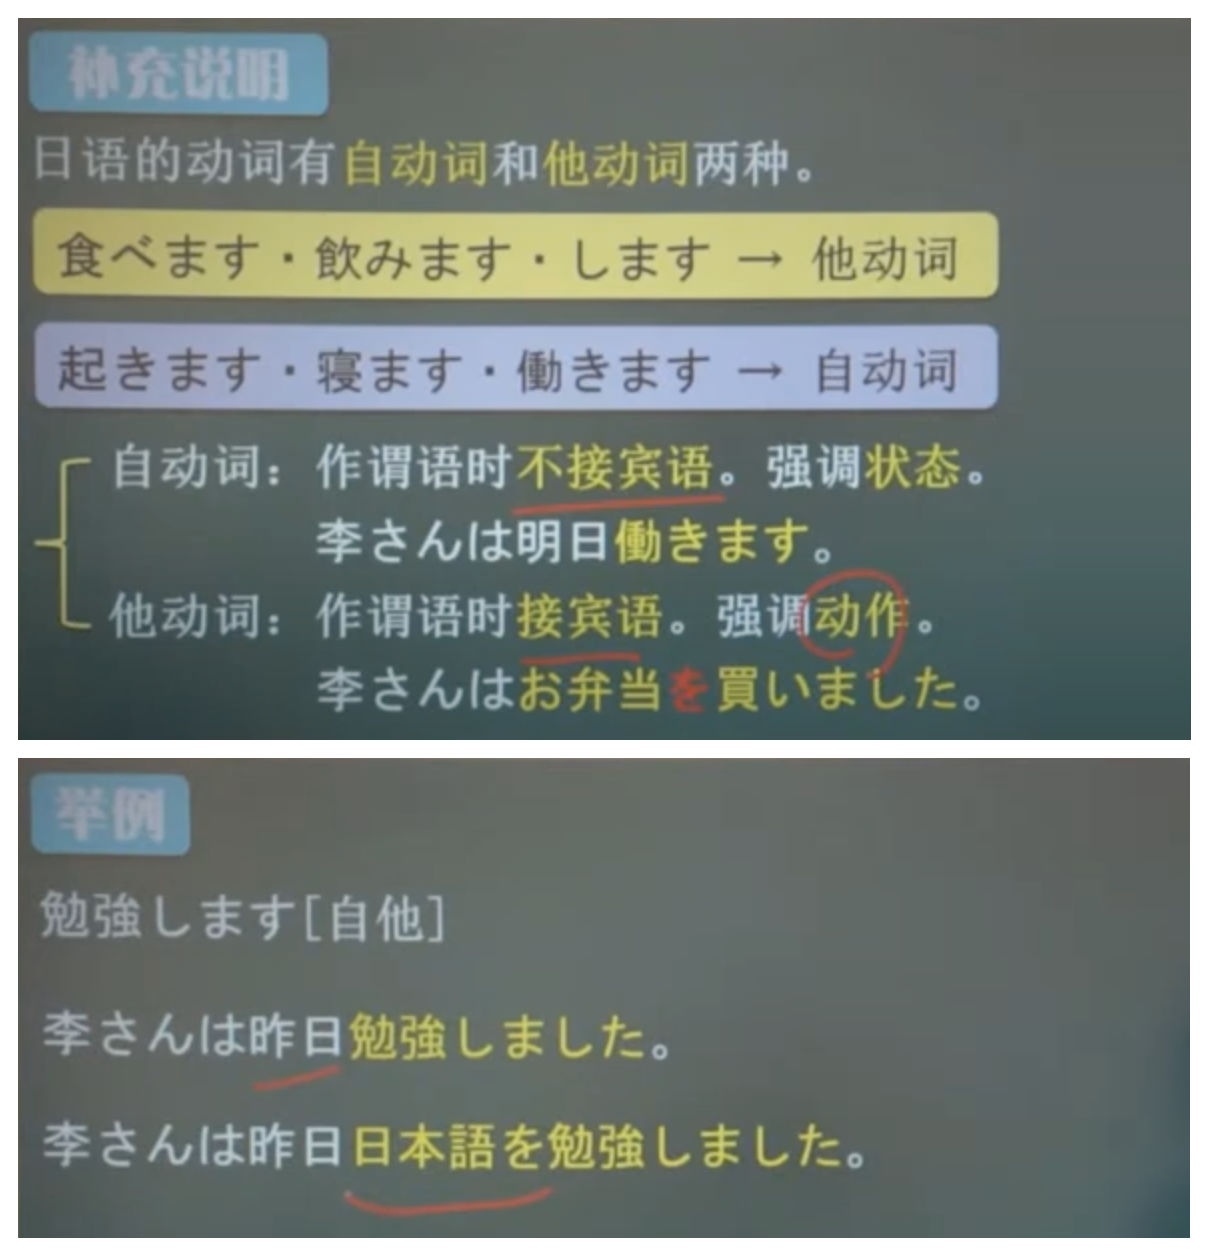 补充说明
日语的动词有自动词和他动词两种。
食べます・飲みます・します → 他动词
起きます・寝ます・働きます → 自动词
自动词：作谓语时不接宾语。强调状态。
李さんは明日働きます。
他动词：作谓语时接宾语。强调动作。
李さんはお弁当を買いました。
举例
勉強します[自他]
李さんは昨日勉強しました。
李さんは昨日日本語を勉強しました。